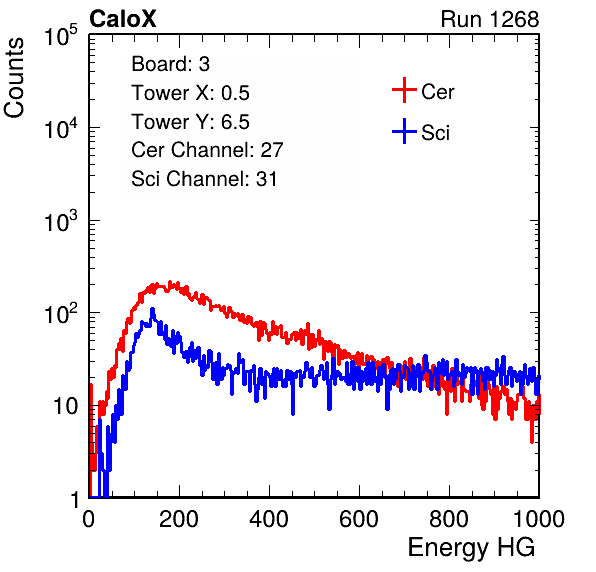 CaloX Run 1268
Counts
10^5
10^4
10^3
10^2
10
1
Board: 3
Tower X: 0.5
Tower Y: 6.5
Cer Channel: 27
Sci Channel: 31
Cer
Sci
0 200 400 600 800 1000
Energy HG